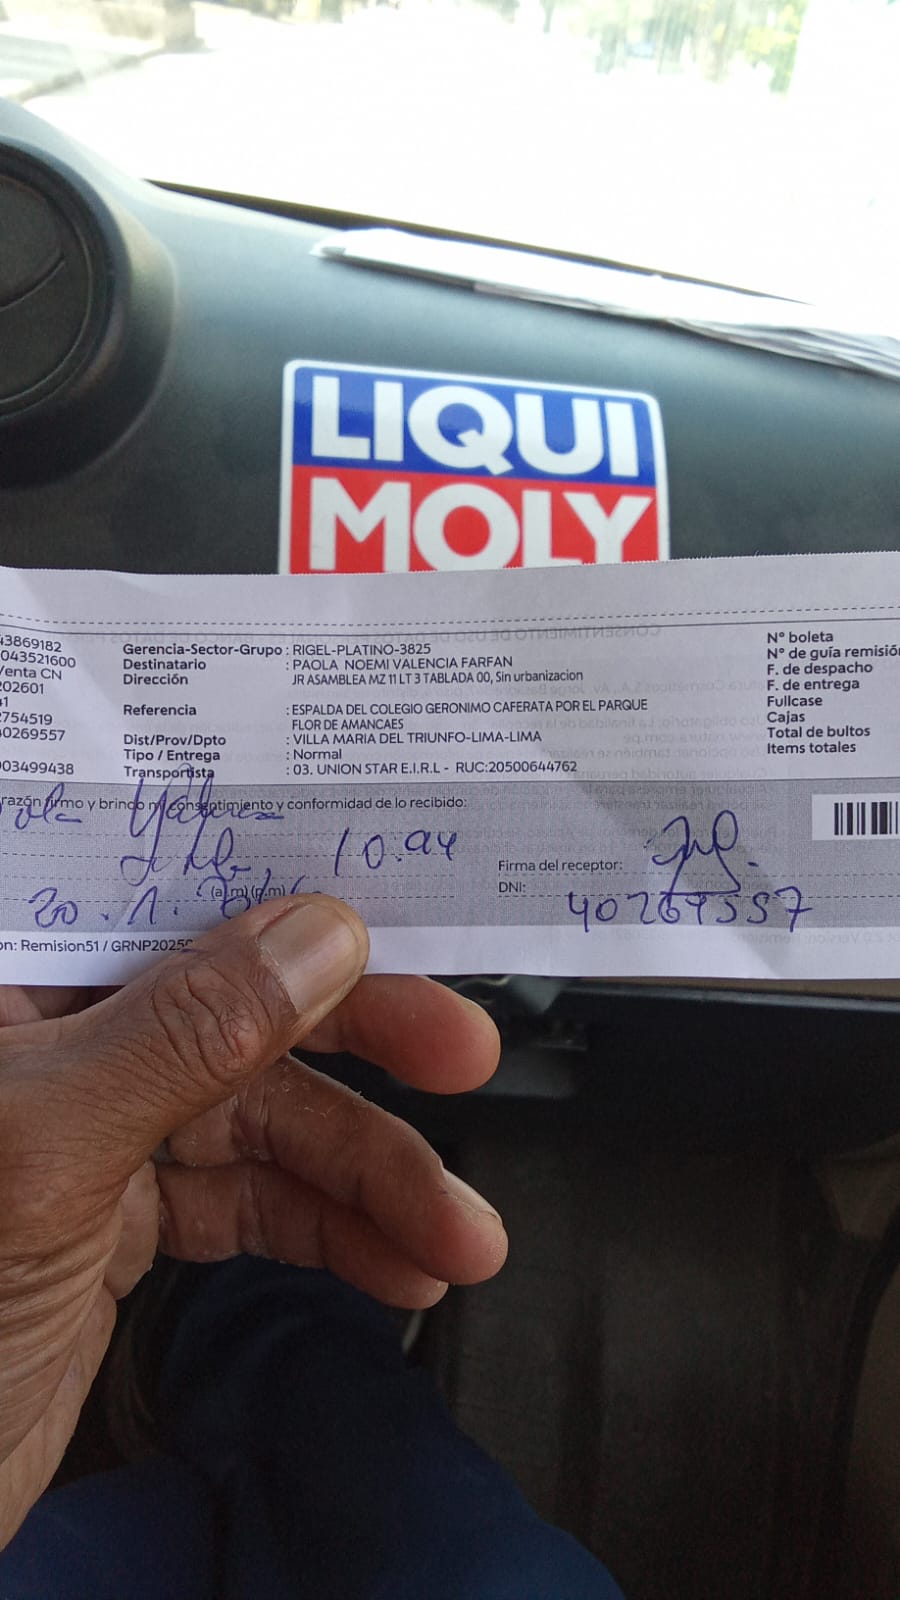 LIQUI
MOLY
43869182
043521600
Venta CN
202601
41
2754519
40269557
003499438
Gerencia-Sector-Grupo : RIGEL-PLATINO-3825
Destinatario : PAOLA NOEMI VALENCIA FARFAN
Dirección JR ASAMBLEA MZ 11 LT 3 TABLADA 00, Sin urbanizacion
Referencia : ESPALDA DEL COLEGIO GERONIMO CAFERATA POR EL PARQUE
FLOR DE AMANCAES
Dist/Prov/Dpto : VILLA MARIA DEL TRIUNFO-LIMA-LIMA
Tipo / Entrega : Normal
Transportista : 03. UNION STAR E.I.R.L - RUC:20500644762
N° boleta
N° de guía remisión
F. de despacho
F. de entrega
Fullcase
Cajas
Total de bultos
Items totales
razón firmo y brindo mi consentimiento y conformidad de lo recibido:
10.94
(a.m) (p.m)
20.1.
Firma del receptor:
DNI:
40269557
on: Remision51 / GRNP2025